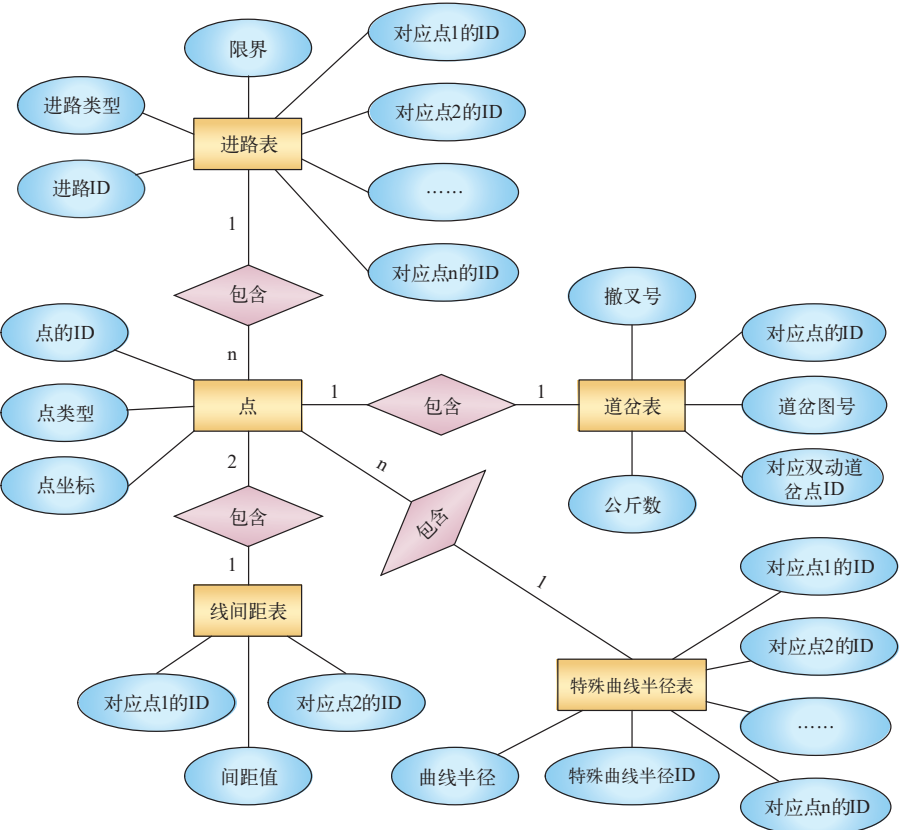 限界
对应点1的ID
进路类型
对应点2的ID
进路表
进路ID
……
1
对应点n的ID
包含
撤叉号
点的ID
对应点的ID
n
点
1
包含
1
道岔表
道岔图号
点类型
2
n
对应双动道
岔点ID
点坐标
公斤数
包含
包含
对应点1的ID
1
1
线间距表
对应点2的ID
特殊曲线半径表
对应点1的ID
对应点2的ID
……
间距值
曲线半径
特殊曲线半径ID
对应点n的ID